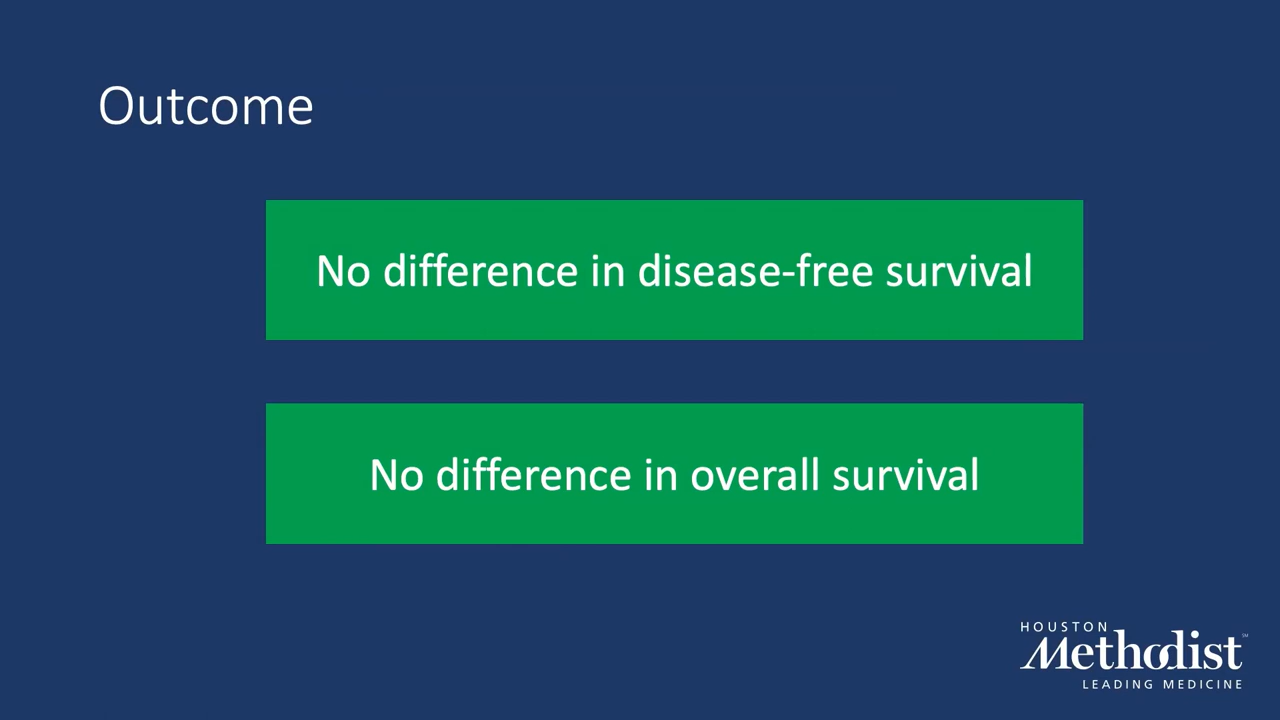 Outcome
No difference in disease-free survival
No difference in overall survival
HOUSTON
Methodist
LEADING MEDICINE